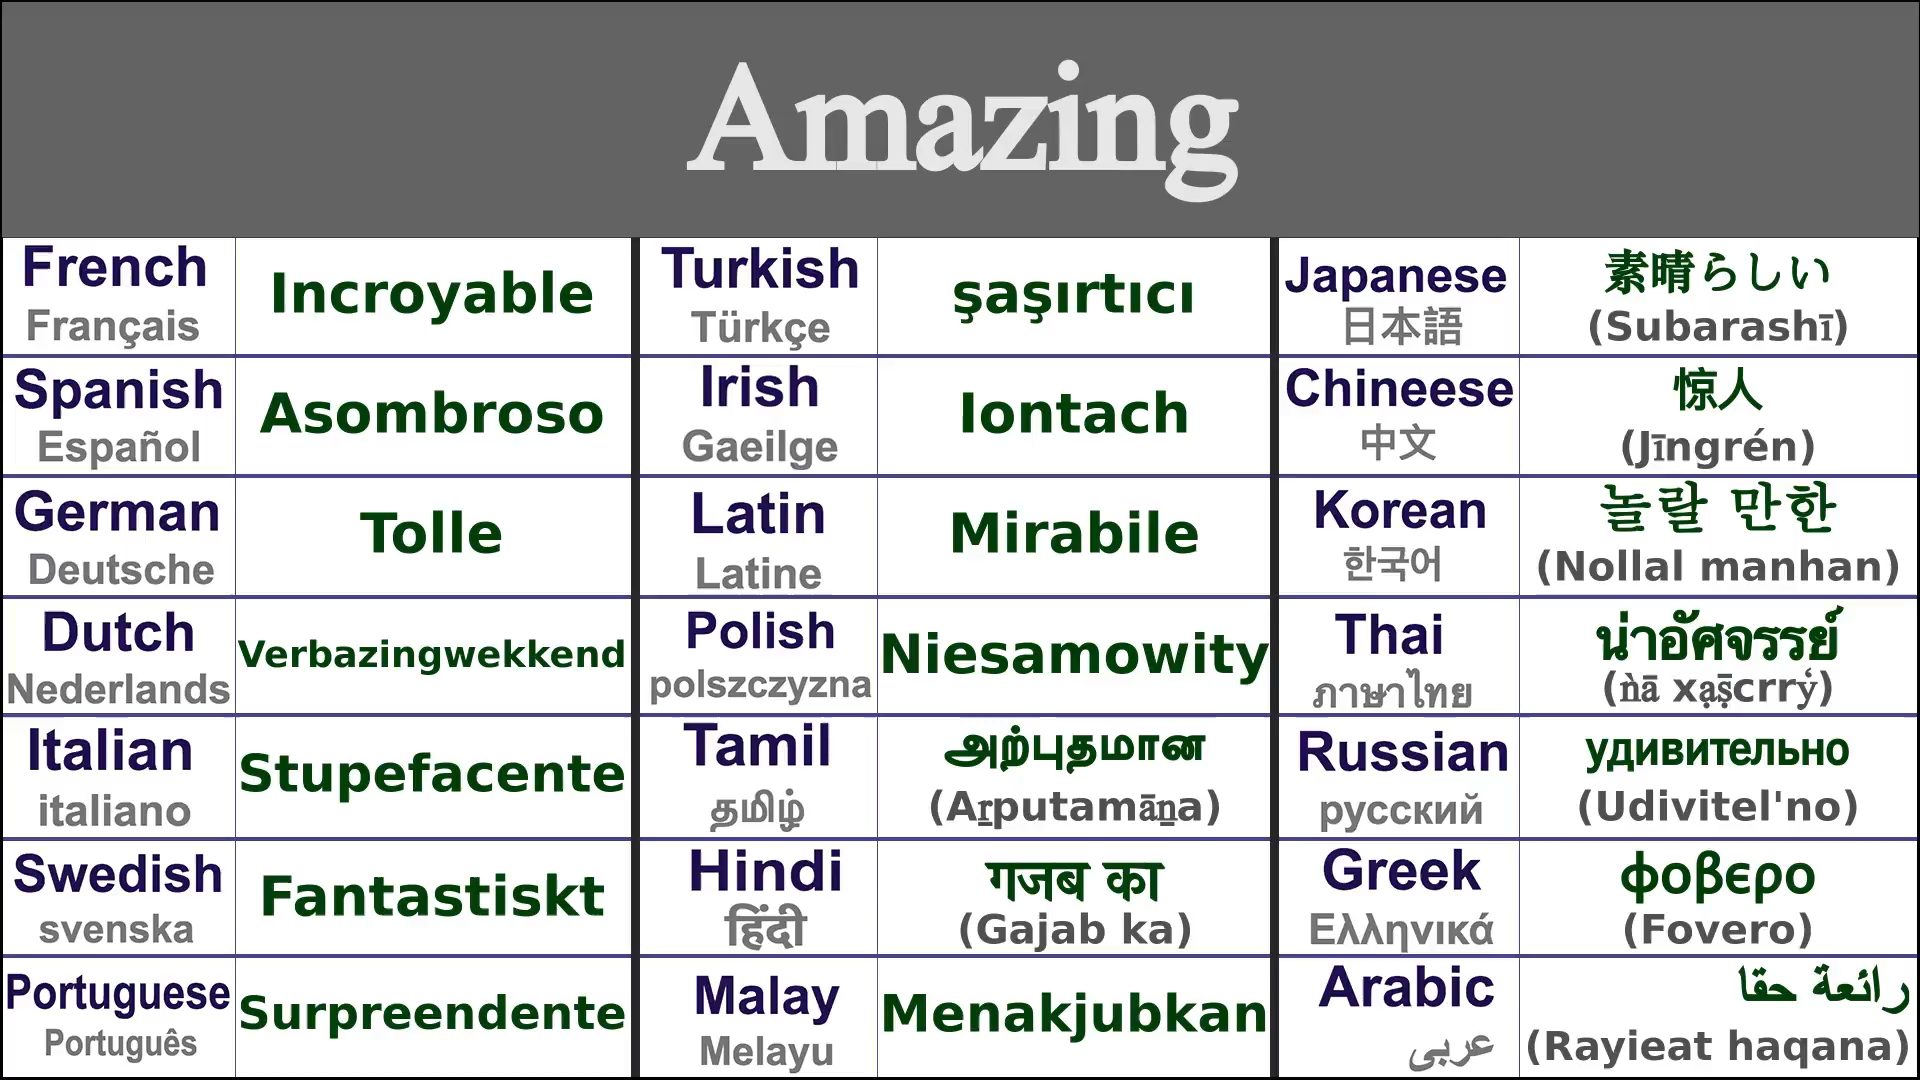 Amazing
French
Français
Incroyable
Turkish
Türkçe
şaşırtıcı
Japanese
日本語
素晴らしい
(Subarashī)
Spanish
Español
Asombroso
Irish
Gaeilge
Iontach
Chineese
中文
惊人
(Jīngrén)
German
Deutsche
Tolle
Latin
Latine
Mirabile
Korean
한국어
놀랄 만한
(Nollal manhan)
Dutch
Nederlands
Verbazingwekkend
Polish
polszczyzna
Niesamowity
Thai
ภาษาไทย
น่าอัศจรรย์
(ǹā xạṣ̄crrỳ)
Italian
italiano
Stupefacente
Tamil
தமிழ்
அற்புதமான
(Aṟputamāṉa)
Russian
русский
удивительно
(Udivitel'no)
Swedish
svenska
Fantastiskt
Hindi
हिंदी
गजब का
(Gajab ka)
Greek
Ελληνικά
φοβερο
(Fovero)
Portuguese
Português
Surpreendente
Malay
Melayu
Menakjubkan
Arabic
عربى
رائعة حقا
(Rayieat haqana)